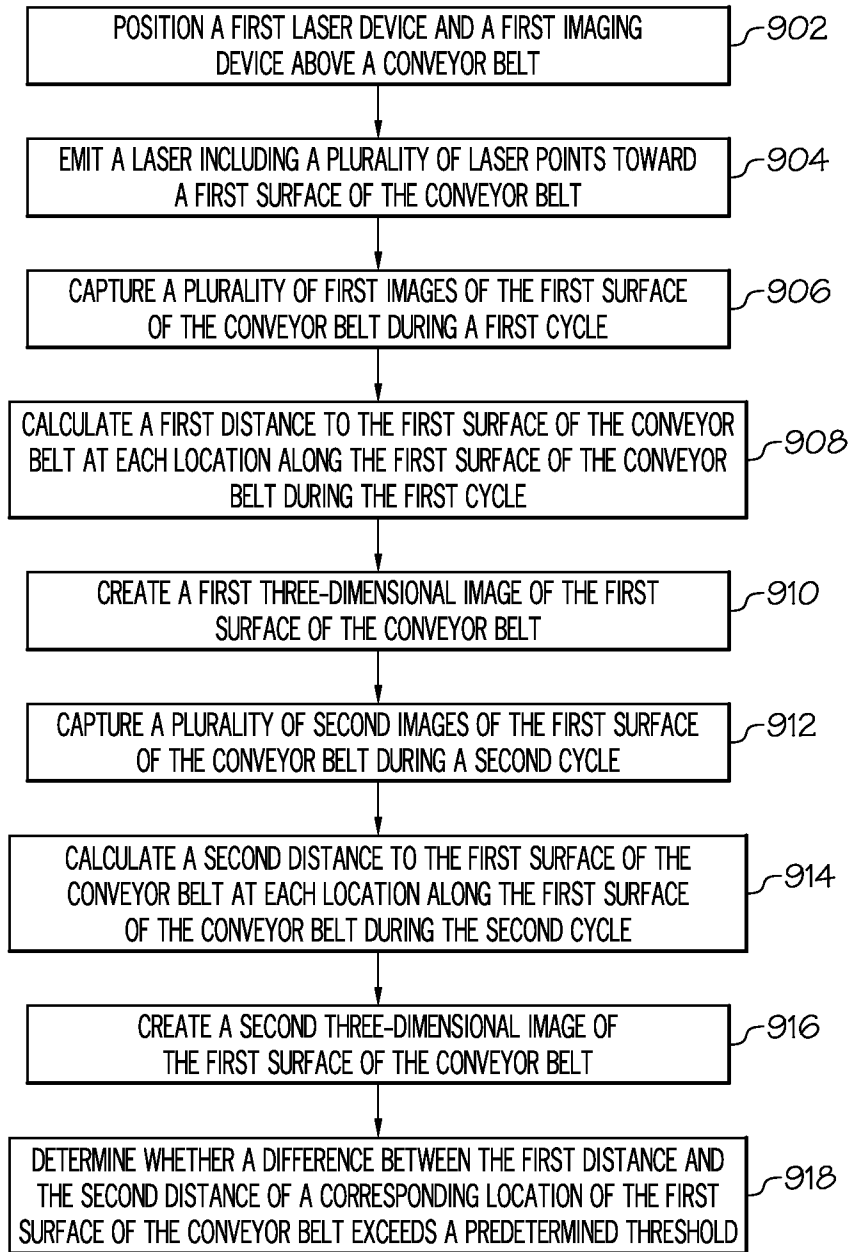 POSITION A FIRST LASER DEVICE AND A FIRST IMAGING
DEVICE ABOVE A CONVEYOR BELT
902
EMIT A LASER INCLUDING A PLURALITY OF LASER POINTS TOWARD
A FIRST SURFACE OF THE CONVEYOR BELT
904
CAPTURE A PLURALITY OF FIRST IMAGES OF THE FIRST SURFACE
OF THE CONVEYOR BELT DURING A FIRST CYCLE
906
CALCULATE A FIRST DISTANCE TO THE FIRST SURFACE OF THE CONVEYOR
BELT AT EACH LOCATION ALONG THE FIRST SURFACE OF THE CONVEYOR
BELT DURING THE FIRST CYCLE
908
CREATE A FIRST THREE-DIMENSIONAL IMAGE OF THE FIRST
SURFACE OF THE CONVEYOR BELT
910
CAPTURE A PLURALITY OF SECOND IMAGES OF THE FIRST SURFACE
OF THE CONVEYOR BELT DURING A SECOND CYCLE
912
CALCULATE A SECOND DISTANCE TO THE FIRST SURFACE OF THE
CONVEYOR BELT AT EACH LOCATION ALONG THE FIRST SURFACE
OF THE CONVEYOR BELT DURING THE SECOND CYCLE
914
CREATE A SECOND THREE-DIMENSIONAL IMAGE OF
THE FIRST SURFACE OF THE CONVEYOR BELT
916
DETERMINE WHETHER A DIFFERENCE BETWEEN THE FIRST DISTANCE AND
THE SECOND DISTANCE OF A CORRESPONDING LOCATION OF THE FIRST
SURFACE OF THE CONVEYOR BELT EXCEEDS A PREDETERMINED THRESHOLD
918